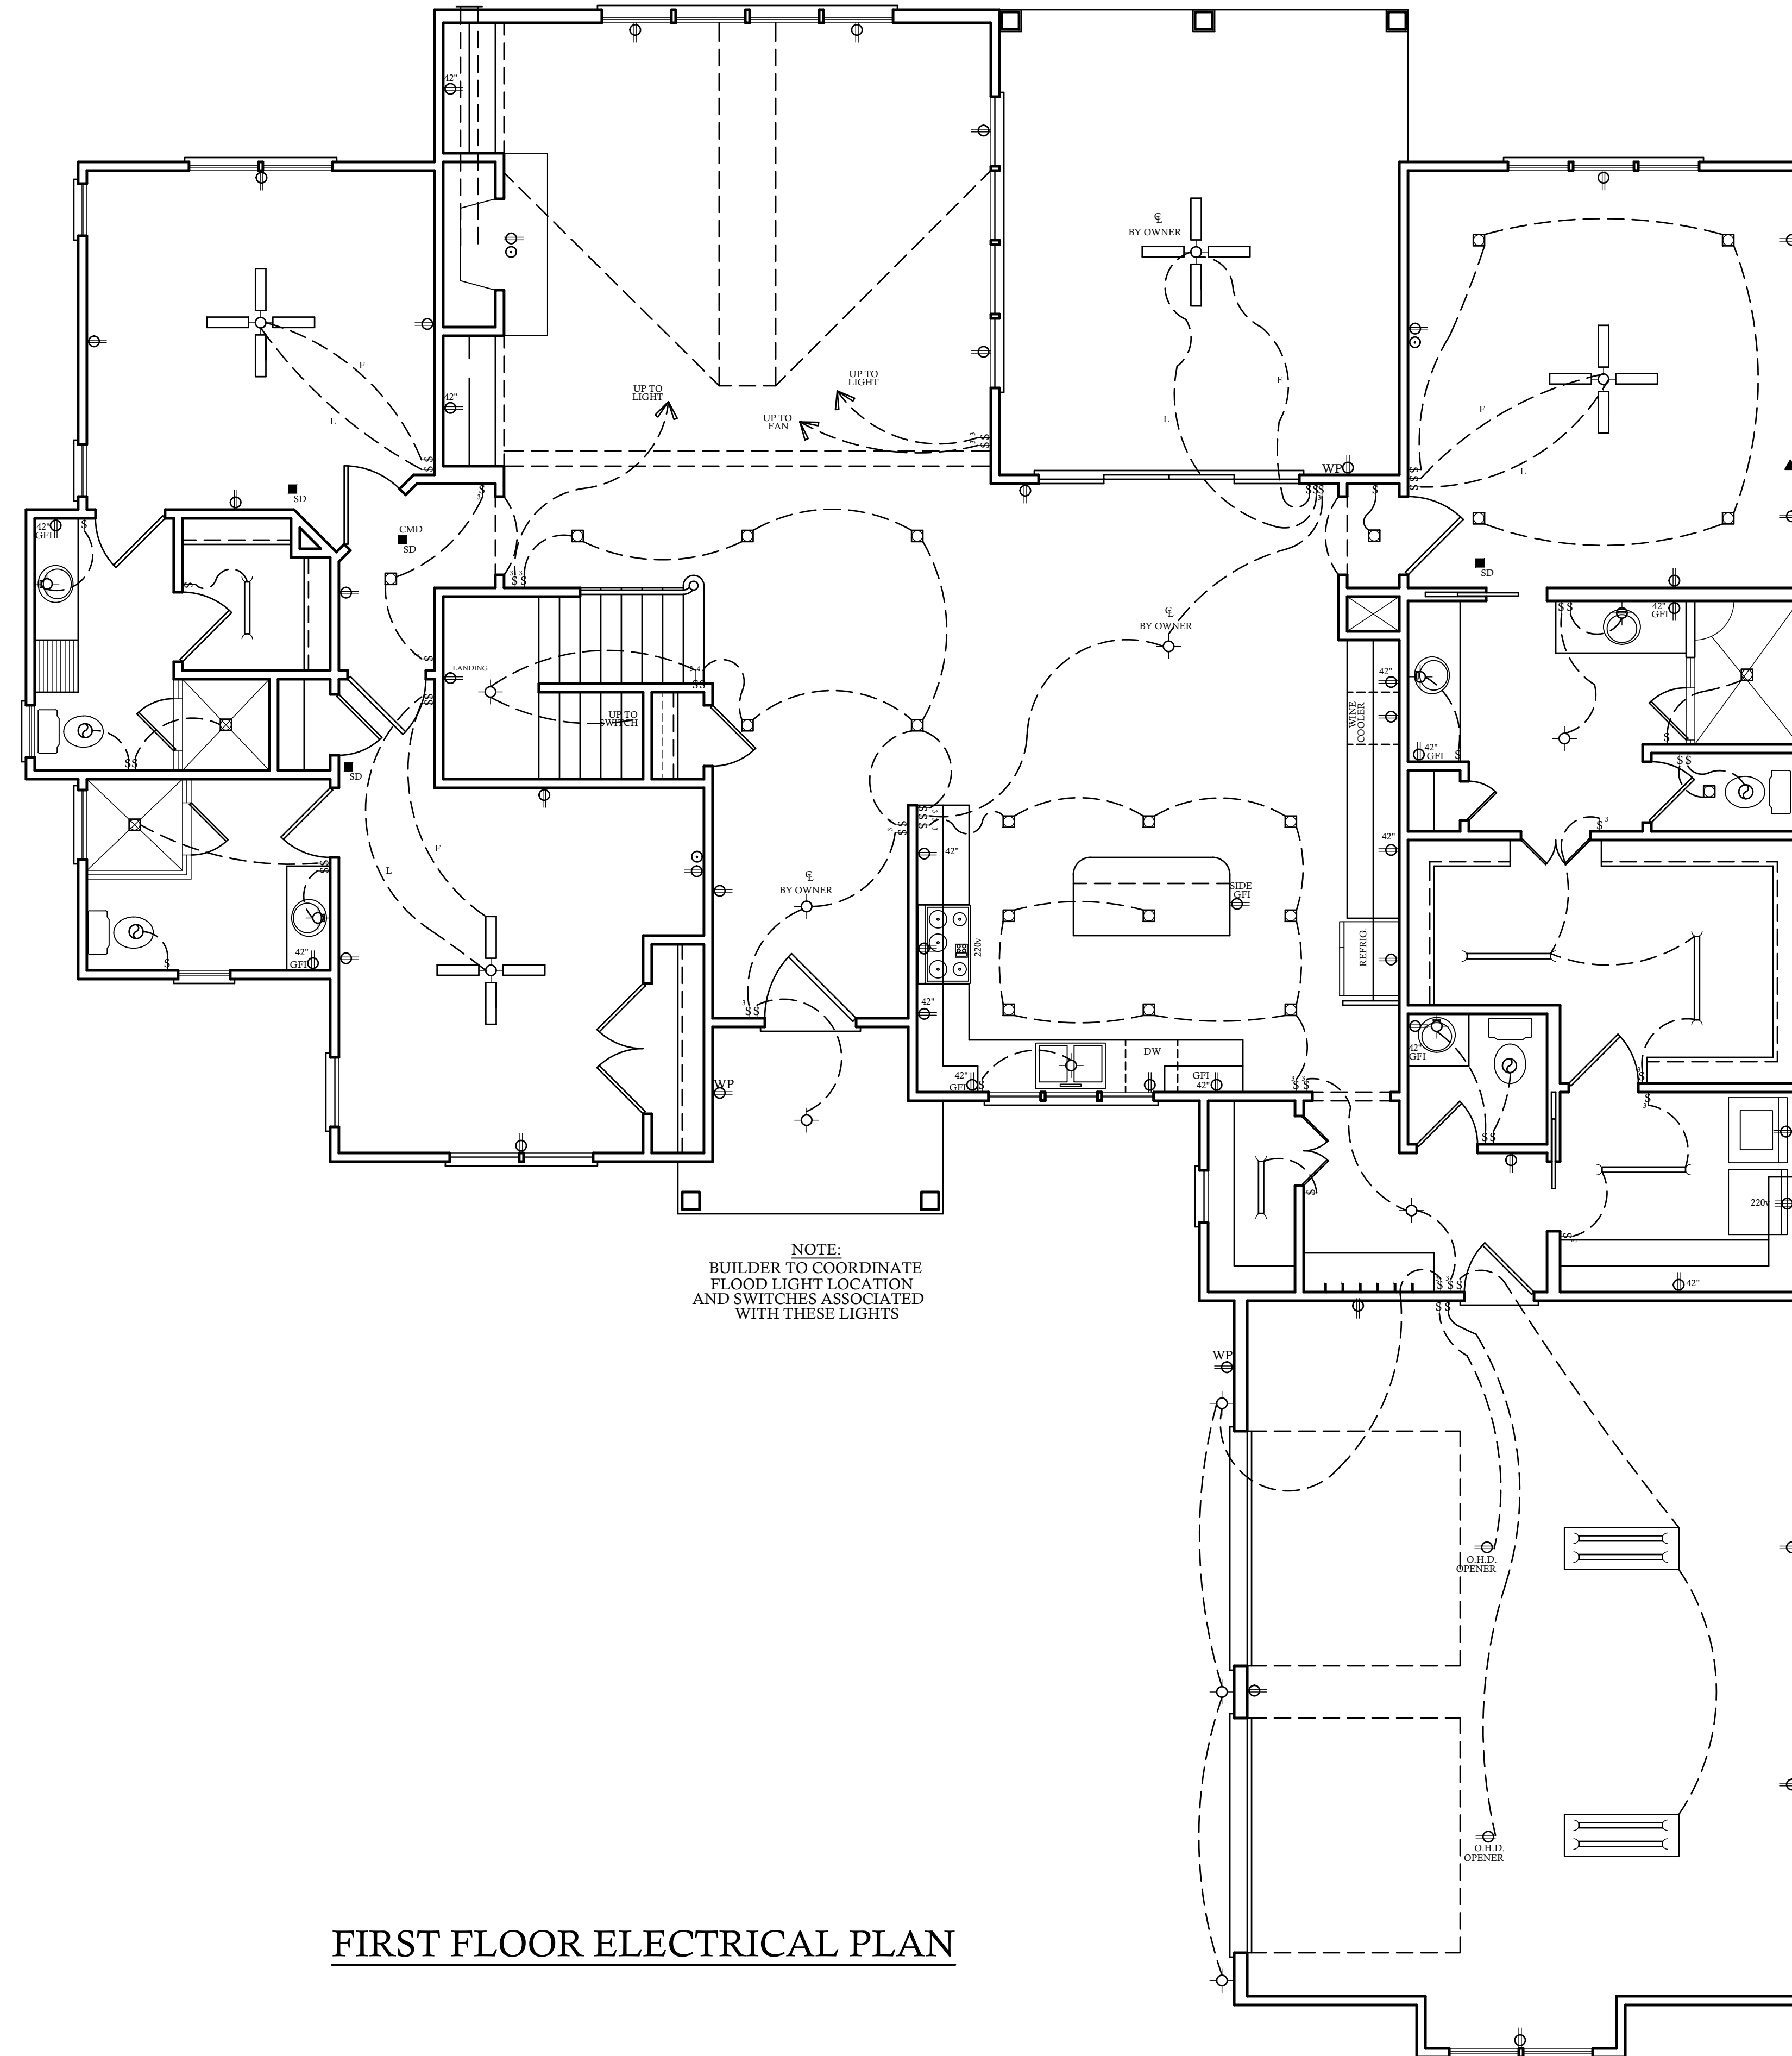 42"
℄
BY OWNER
F
L
42"
UP TO
LIGHT
UP TO
LIGHT
UP TO
FAN
F
L
F
L
WP
SD
CMD
SD
42"
GFI
SD
℄
BY OWNER
42"
GFI
LANDING
UP TO
SWITCH
42"
WINE
COOLER
42"
GFI
SD
F
L
42"
42"
℄
BY OWNER
SIDE
GFI
220v
REFRIG.
42"
GFI
42"
42"
GFI
WP
42"
GFI
DW
GFI
42"
220v
42"
NOTE:
BUILDER TO COORDINATE
FLOOD LIGHT LOCATION
AND SWITCHES ASSOCIATED
WITH THESE LIGHTS
WP
O.H.D.
OPENER
O.H.D.
OPENER
FIRST FLOOR ELECTRICAL PLAN